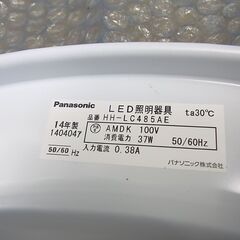 Panasonic LED照明器具 ta30℃
HH-LC485AE
14年製
1404047
AMDK 100V
消費電力 37W 50/60Hz
50/60 Hz
入力電流 0.38A
パナソニック株式会社